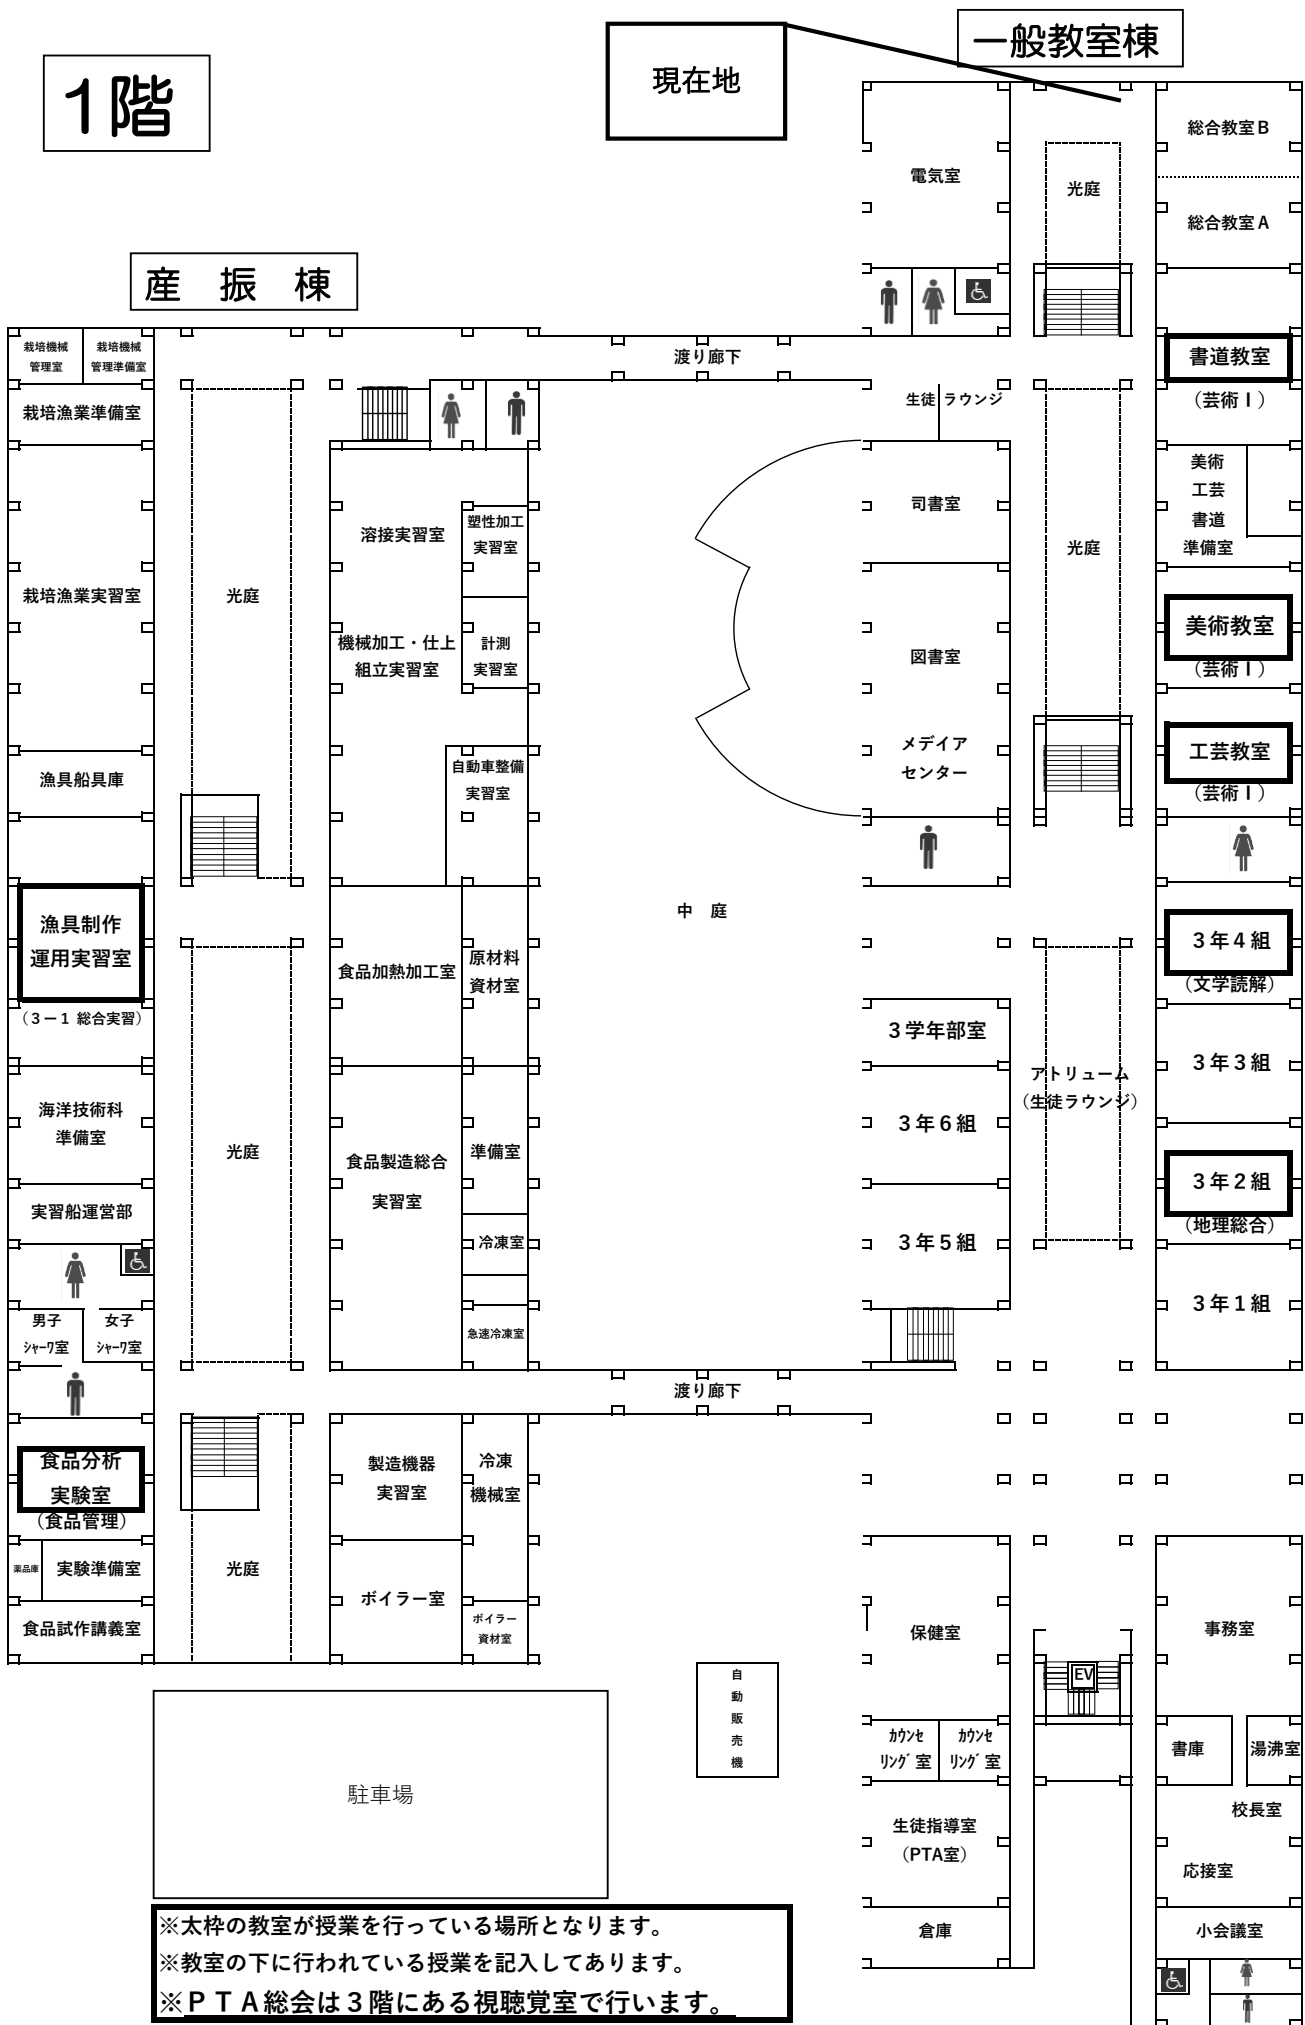 1階
現在地
一般教室棟
産 振 棟
総合教室B
総合教室A
電気室
光庭
書道教室
(芸術Ⅰ)
渡り廊下
栽培機械
管理室
栽培機械
管理準備室
栽培漁業準備室
生徒 ラウンジ
美術
工芸
書道
準備室
司書室
溶接実習室
塑性加工
実習室
光庭
光庭
栽培漁業実習室
機械加工・仕上
組立実習室
計測
実習室
図書室
美術教室
(芸術Ⅰ)
メデイア
センター
工芸教室
(芸術Ⅰ)
漁具船具庫
自動車整備
実習室
中 庭
漁具制作
運用実習室
(3ー1 総合実習)
食品加熱加工室
原材料
資材室
3年4組
(文学読解)
3学年部室
3年3組
アトリューム
(生徒ラウンジ)
海洋技術科
準備室
光庭
食品製造総合
実習室
準備室
3年6組
3年2組
(地理総合)
実習船運営部
冷凍室
3年5組
3年1組
男子
ｼｬｰﾜ室
女子
ｼｬｰﾜ室
急速冷凍室
渡り廊下
食品分析
実験室
(食品管理)
製造機器
実習室
冷凍
機械室
薬品庫
実験準備室
光庭
ボイラー室
食品試作講義室
ボイラー
資材室
保健室
事務室
EV
自
動
販
売
機
ｶｳﾝｾ
ﾘﾝｸﾞ室
ｶｳﾝｾ
ﾘﾝｸﾞ室
書庫
湯沸室
駐車場
校長室
生徒指導室
(PTA室)
応接室
倉庫
小会議室
※太枠の教室が授業を行っている場所となります。
※教室の下に行われている授業を記入してあります。
※ＰＴＡ総会は３階にある視聴覚室で行います。